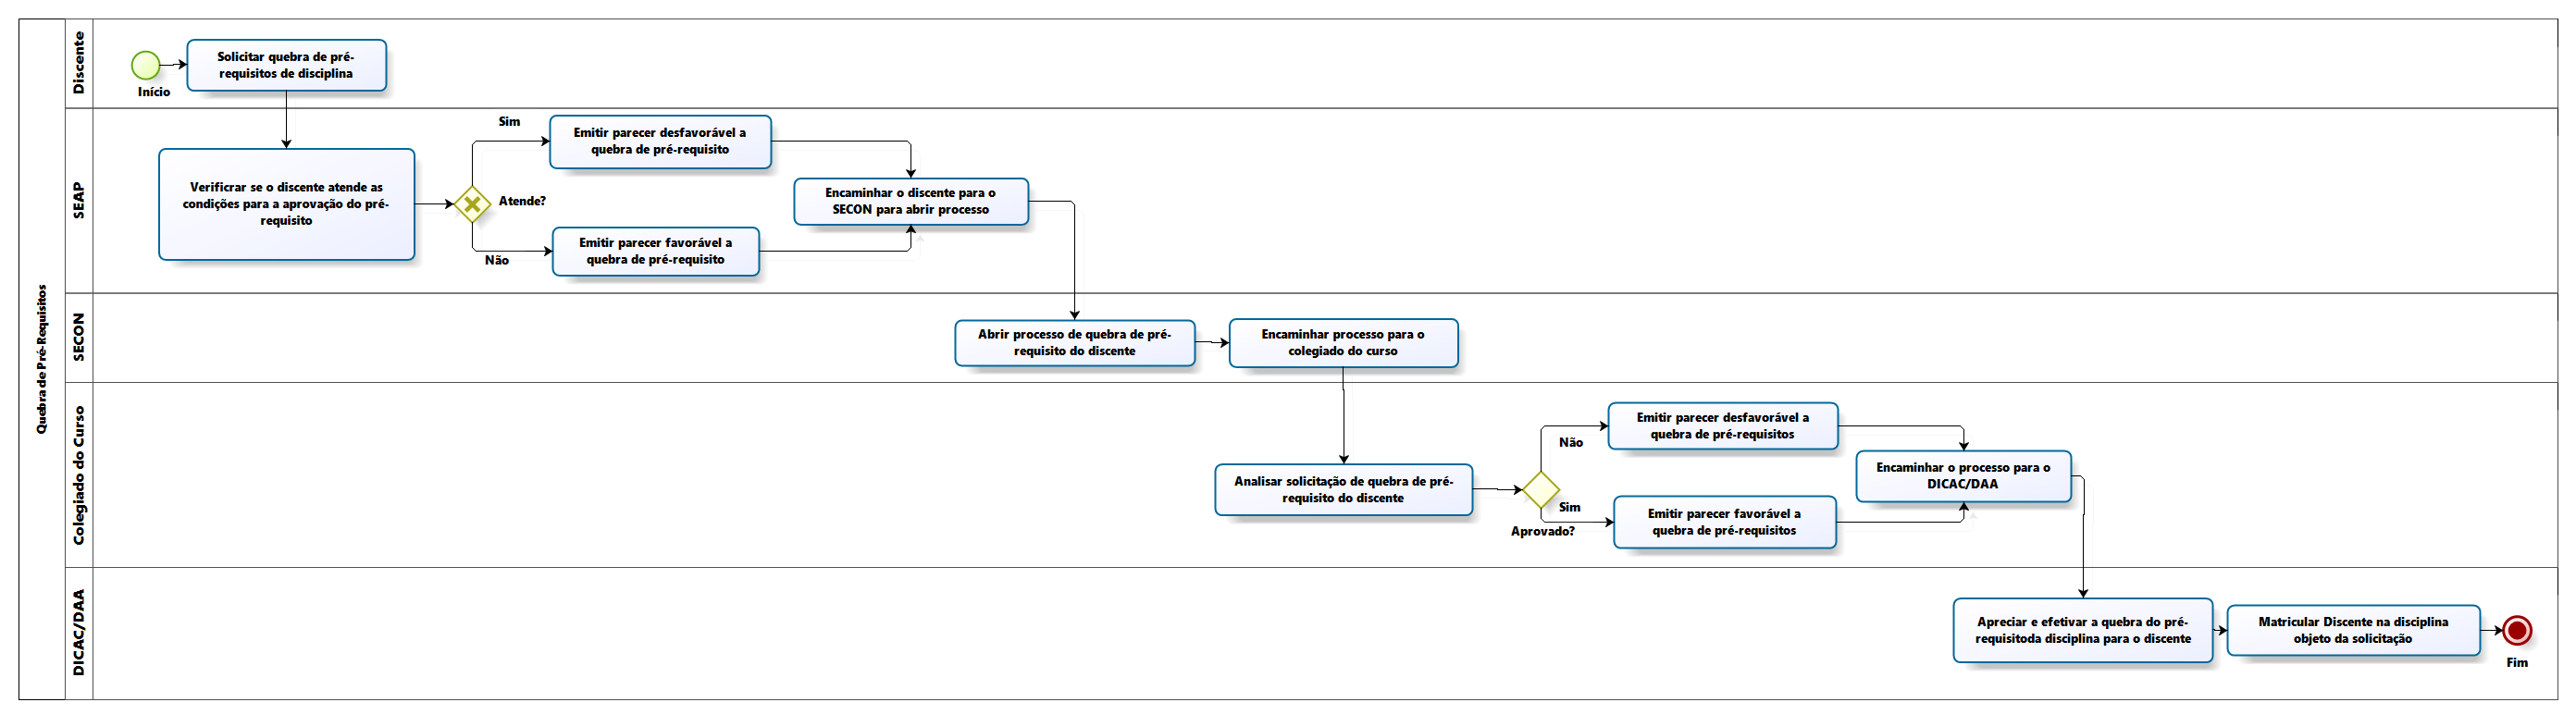 Quebra de Pré-Requisitos
Discente
Início
Solicitar quebra de pré-
requisitos de disciplina
SEAP
Verificrar se o discente atende as
condições para a aprovação do pré-
requisito
Sim
Atende?
Não
Emitir parecer desfavorável a
quebra de pré-requisito
Emitir parecer favorável a
quebra de pré-requisito
Encaminhar o discente para o
SECON para abrir processo
SECON
Abrir processo de quebra de pré-
requisito do discente
Encaminhar processo para o
colegiado do curso
Colegiado do Curso
Analisar solicitação de quebra de pré-
requisito do discente
Não
Sim
Aprovado?
Emitir parecer desfavorável a
quebra de pré-requisitos
Emitir parecer favorável a
quebra de pré-requisitos
Encaminhar o processo para o
DICAC/DAA
DICAC/DAA
Apreciar e efetivar a quebra do pré-
requisitoda disciplina para o discente
Matricular Discente na disciplina
objeto da solicitação
Fim